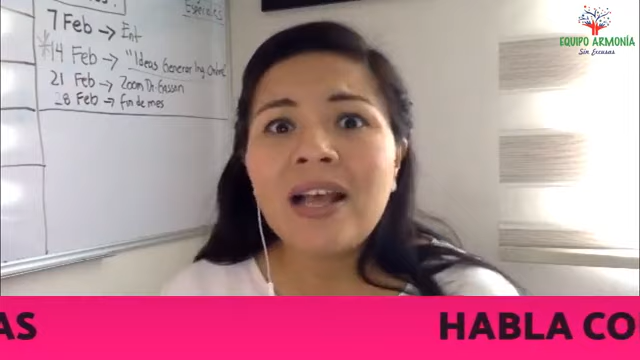 Especiales
7 Feb → Ent
14 Feb → "Ideas Generar Ing Online"
21 Feb → Zoom Dr. Gasson
28 Feb → Fin de mes
EQUIPO ARMONÍA
Sin Excusas
AS
HABLA CO